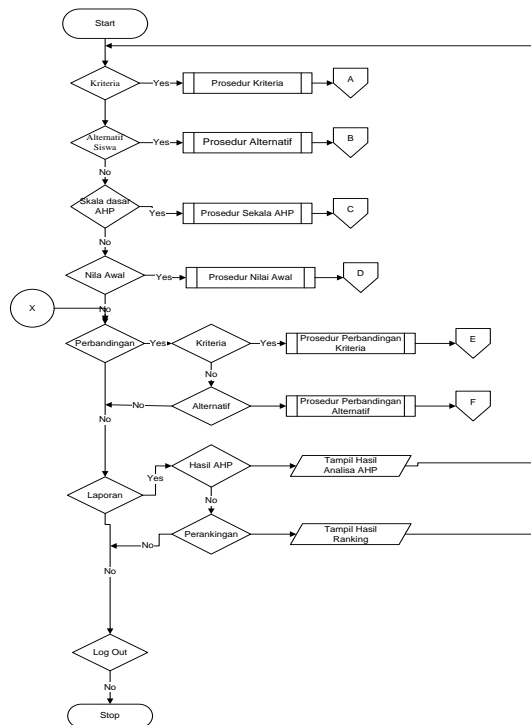 Start
Kriteria
Yes
Prosedur Kriteria
A
Alternatif
Siswa
Yes
Prosedur Alternatif
B
No
Skala dasar
AHP
Yes
Prosedur Sekala AHP
C
No
Nila Awal
Yes
Prosedur Nilai Awal
D
No
X
Perbandingan
Yes
Kriteria
Yes
Prosedur Perbandingan
Kriteria
E
No
No
Alternatif
Prosedur Perbandingan
Alternatif
F
No
Laporan
Yes
Hasil AHP
Tampil Hasil
Analisa AHP
No
No
Perankingan
Tampil Hasil
Ranking
No
Log Out
No
Stop